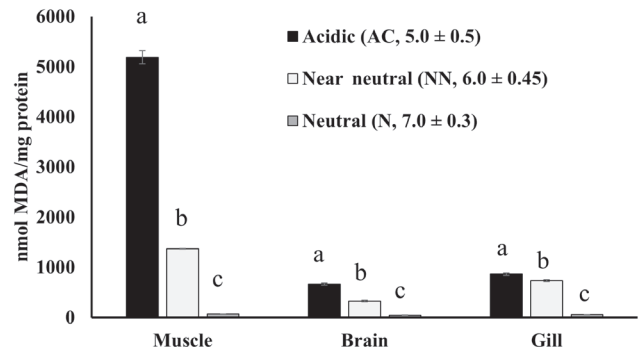 nmol MDA/mg protein
6000
5000
4000
3000
2000
1000
0
Acidic (AC, 5.0 ± 0.5)
Near neutral (NN, 6.0 ± 0.45)
Neutral (N, 7.0 ± 0.3)
a b c
a b c
a b c
Muscle Brain Gill